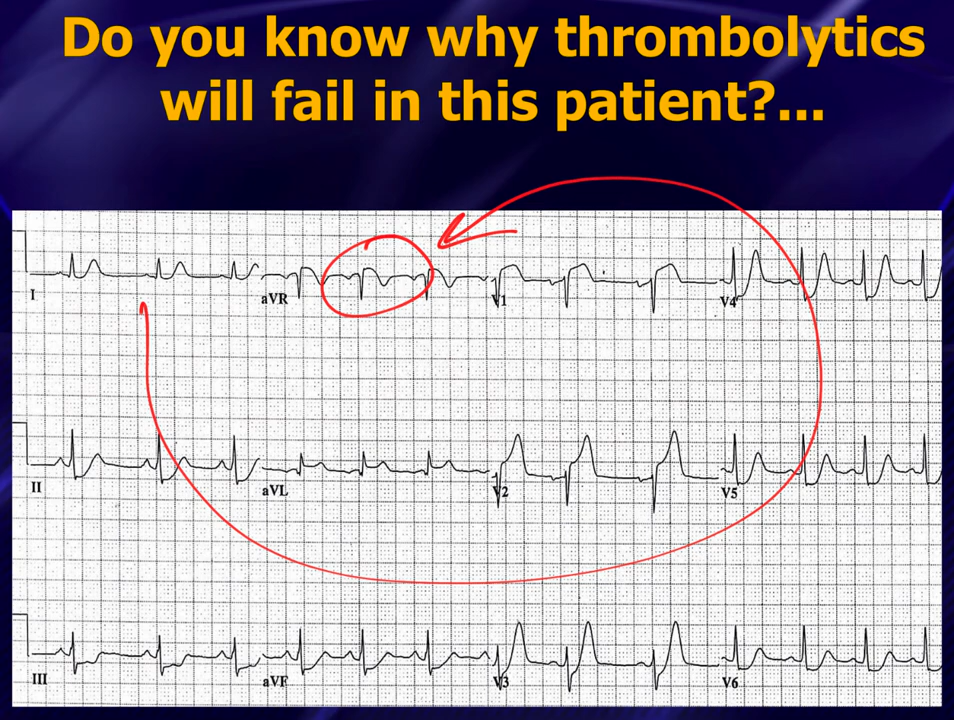 Do you know why thrombolytics
will fail in this patient?...
I
aVR
V1
V4
II
aVL
V2
V5
III
aVF
V3
V6